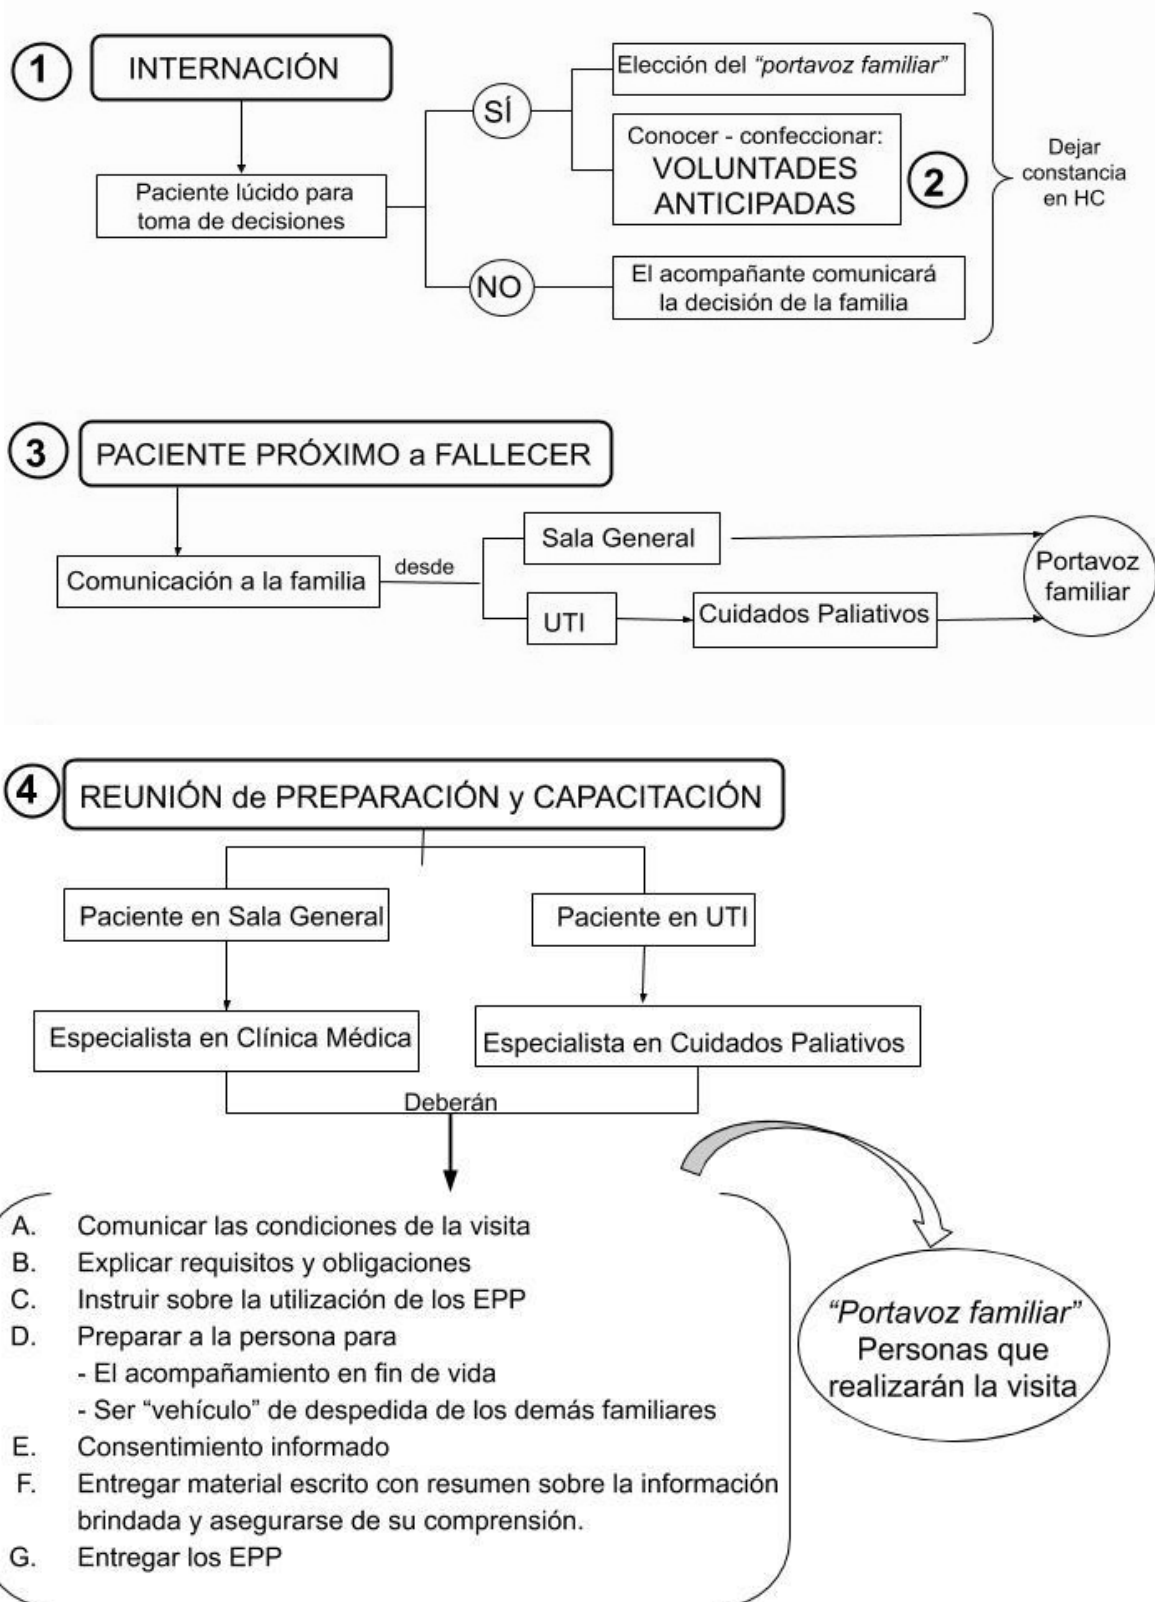 1
INTERNACIÓN
Paciente lúcido para
toma de decisiones
SÍ
Elección del “portavoz familiar”
Conocer - confeccionar:
VOLUNTADES
ANTICIPADAS
2
NO
El acompañante comunicará
la decisión de la familia
Dejar
constancia
en HC
3
PACIENTE PRÓXIMO a FALLECER
Comunicación a la familia
desde
Sala General
UTI
Cuidados Paliativos
Portavoz
familiar
4
REUNIÓN de PREPARACIÓN y CAPACITACIÓN
Paciente en Sala General
Paciente en UTI
Especialista en Clínica Médica
Especialista en Cuidados Paliativos
Deberán
A. Comunicar las condiciones de la visita
B. Explicar requisitos y obligaciones
C. Instruir sobre la utilización de los EPP
D. Preparar a la persona para
- El acompañamiento en fin de vida
- Ser “vehículo” de despedida de los demás familiares
E. Consentimiento informado
F. Entregar material escrito con resumen sobre la información
brindada y asegurarse de su comprensión.
G. Entregar los EPP
“Portavoz familiar”
Personas que
realizarán la visita